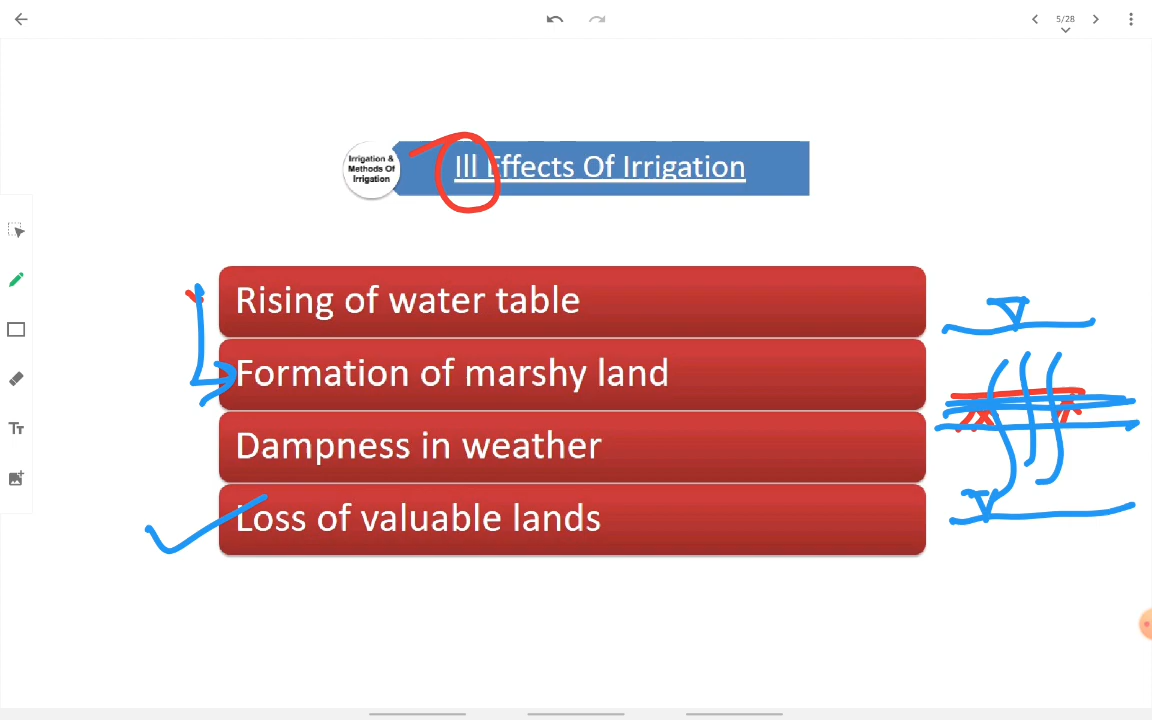 5/28
Irrigation &
Methods Of
Irrigation
Ill Effects Of Irrigation
Rising of water table
Formation of marshy land
Dampness in weather
Loss of valuable lands
TT